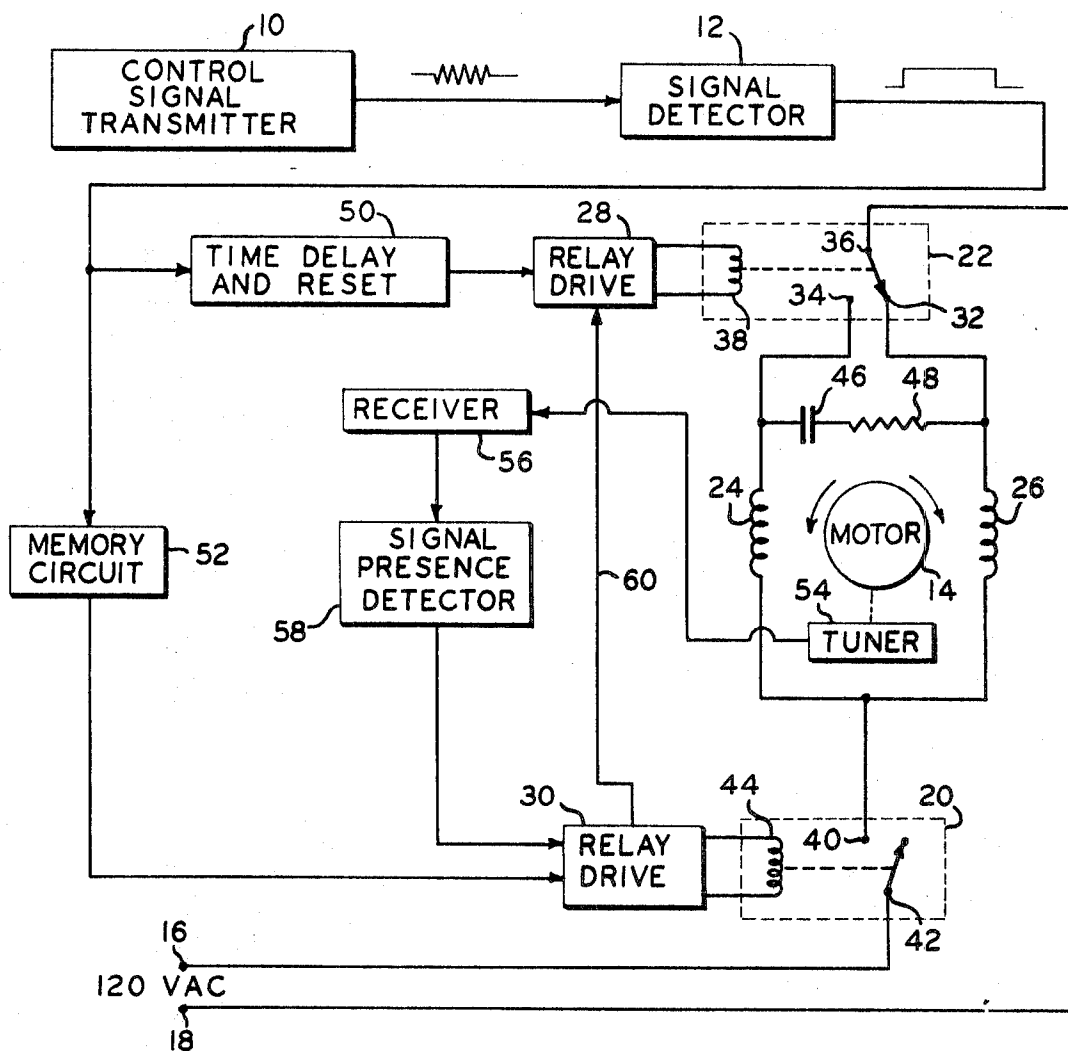 10
CONTROL
SIGNAL
TRANSMITTER
12
SIGNAL
DETECTOR
50
TIME DELAY
AND RESET
28
RELAY
DRIVE
38
36
34
22
32
46
48
RECEIVER
56
24
26
MOTOR
14
MEMORY
CIRCUIT
52
SIGNAL
PRESENCE
DETECTOR
58
60
54
TUNER
30
RELAY
DRIVE
44
40
20
42
16
120 VAC
18